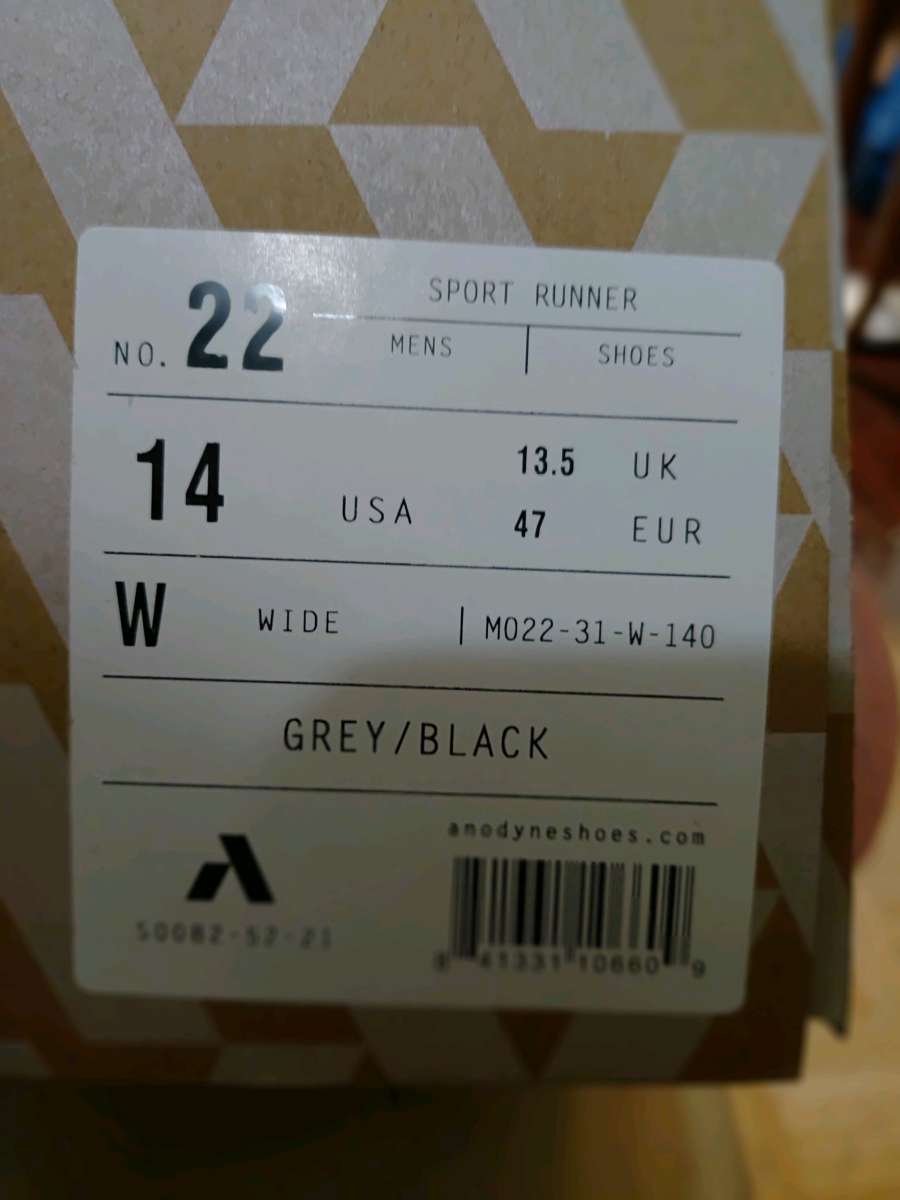 NO. 22
SPORT RUNNER
MENS | SHOES
14 USA
13.5 UK
47 EUR
W WIDE | M022-31-W-140
GREY/BLACK
anodyneshoes.com
S0082-52-21
8 41331 10660 9